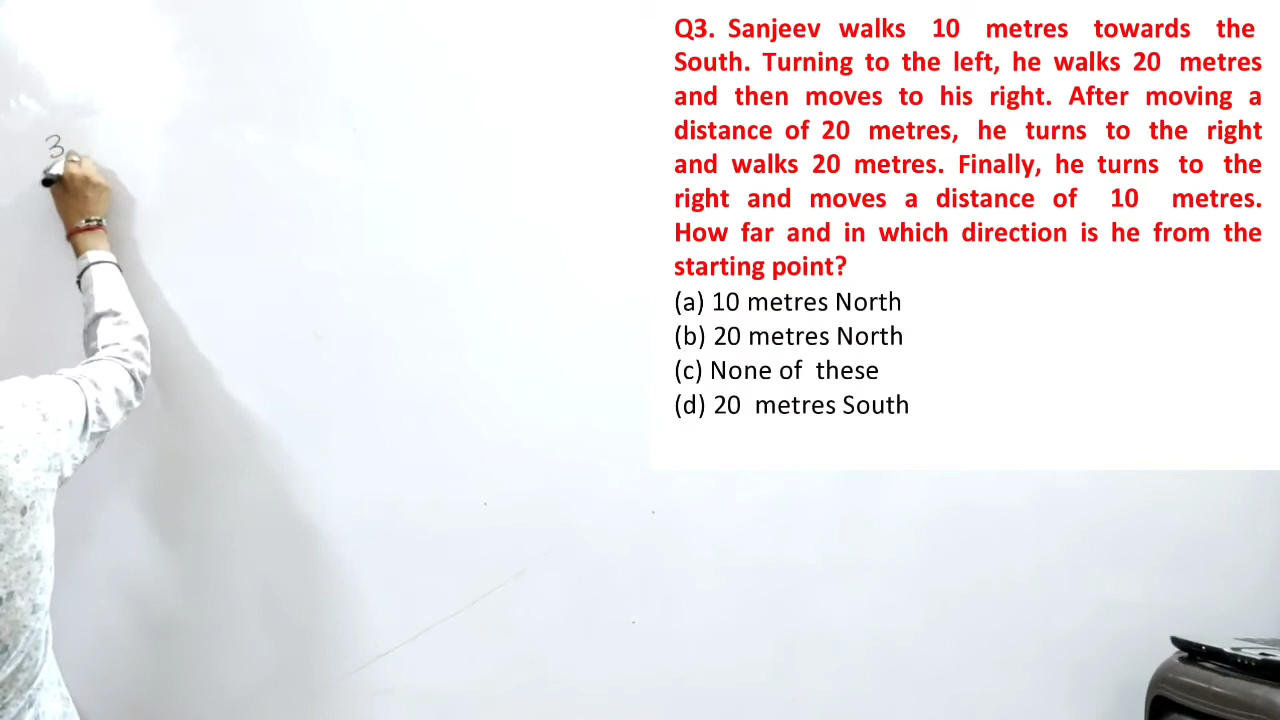 3
Q3. Sanjeev walks 10 metres towards the
South. Turning to the left, he walks 20 metres
and then moves to his right. After moving a
distance of 20 metres, he turns to the right
and walks 20 metres. Finally, he turns to the
right and moves a distance of 10 metres.
How far and in which direction is he from the
starting point?
(a) 10 metres North
(b) 20 metres North
(c) None of these
(d) 20 metres South